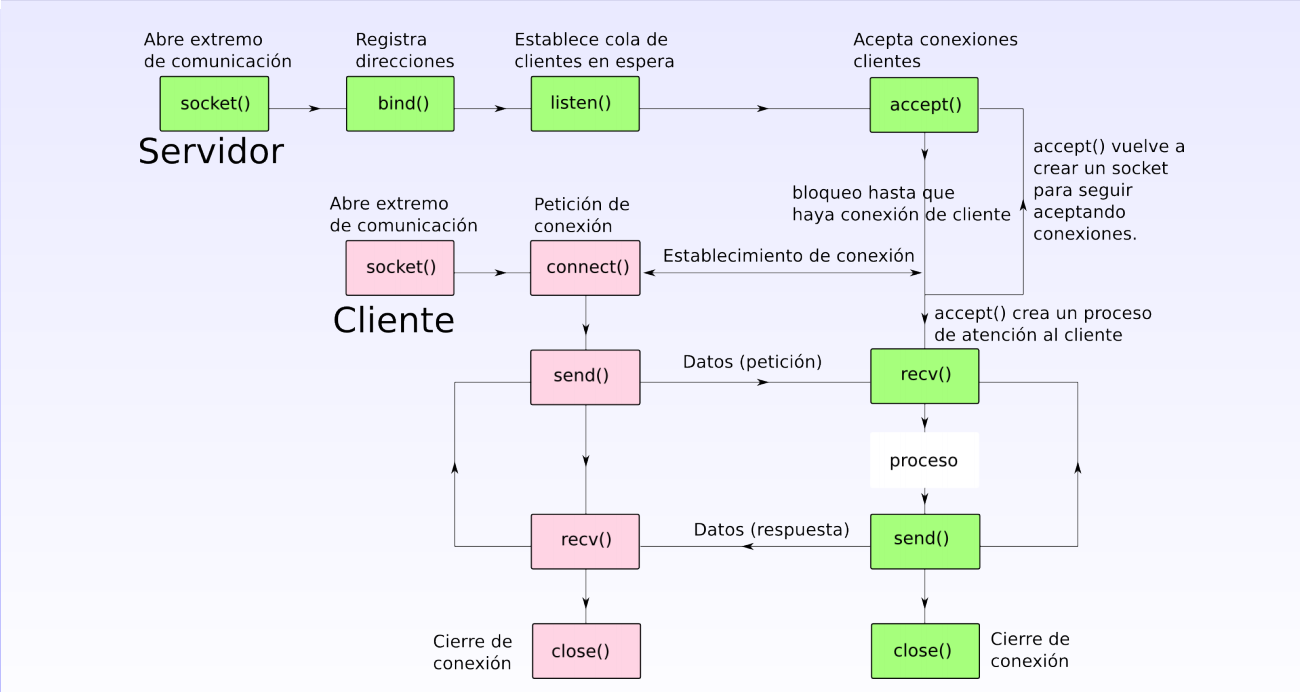 Abre extremo
de comunicación
Registra
direcciones
Establece cola de
clientes en espera
Acepta conexiones
clientes
socket()
bind()
listen()
accept()
Servidor
accept() vuelve a
crear un socket
para seguir
aceptando
conexiones.
bloqueo hasta que
haya conexión de cliente
Abre extremo
de comunicación
Petición de
conexión
socket()
connect()
Establecimiento de conexión
Cliente
accept() crea un proceso
de atención al cliente
send()
Datos (petición)
recv()
proceso
recv()
Datos (respuesta)
send()
Cierre de
conexión
close()
close()
Cierre de
conexión